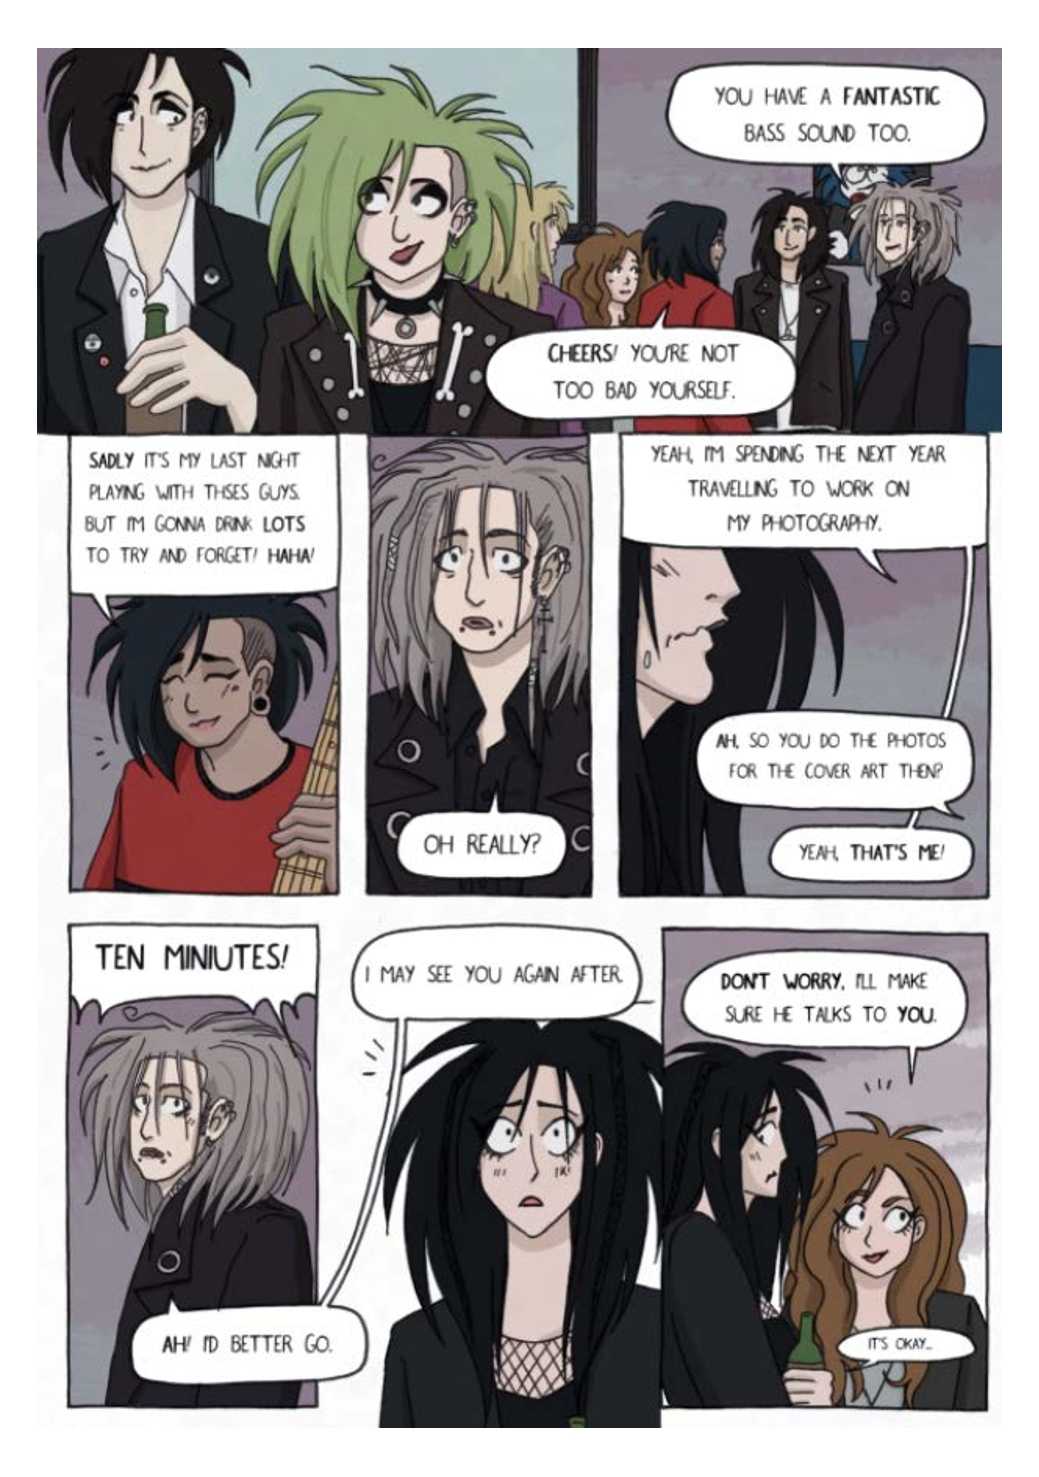 YOU HAVE A FANTASTIC
BASS SOUND TOO.
CHEERS! YOU'RE NOT
TOO BAD YOURSELF.
SADLY IT'S MY LAST NIGHT
PLAYING WITH THSES GUYS.
BUT I'M GONNA DRINK LOTS
TO TRY AND FORGET! HAHA!
OH REALLY?
YEAH, I'M SPENDING THE NEXT YEAR
TRAVELLING TO WORK ON
MY PHOTOGRAPHY.
AH, SO YOU DO THE PHOTOS
FOR THE COVER ART THEN?
YEAH, THAT'S ME!
TEN MINIUTES!
AH! I'D BETTER GO.
I MAY SEE YOU AGAIN AFTER.
DON'T WORRY, I'LL MAKE
SURE HE TALKS TO YOU.
IT'S OKAY...